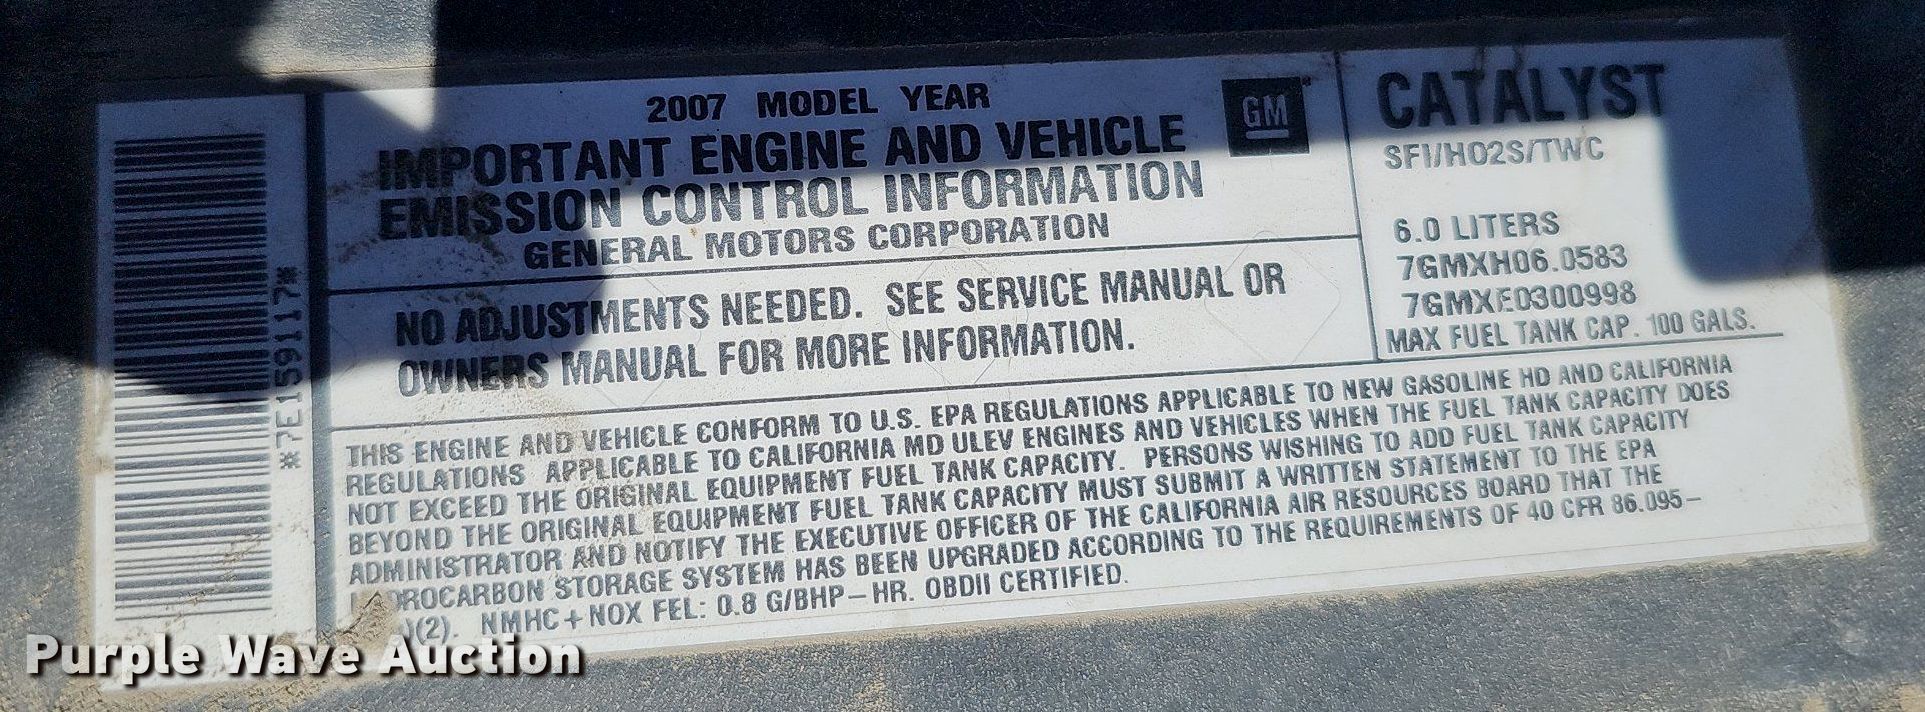 *7E159117*
2007 MODEL YEAR
IMPORTANT ENGINE AND VEHICLE
EMISSION CONTROL INFORMATION
GENERAL MOTORS CORPORATION
GM
NO ADJUSTMENTS NEEDED. SEE SERVICE MANUAL OR
OWNERS MANUAL FOR MORE INFORMATION.
CATALYST
SFI/HO2S/TWC
6.0 LITERS
7GMXH06.0583
7GMXE0300998
MAX FUEL TANK CAP. 100 GALS.
THIS ENGINE AND VEHICLE CONFORM TO U.S. EPA REGULATIONS APPLICABLE TO NEW GASOLINE HD AND CALIFORNIA
REGULATIONS APPLICABLE TO CALIFORNIA MD ULEV ENGINES AND VEHICLES WHEN THE FUEL TANK CAPACITY DOES
NOT EXCEED THE ORIGINAL EQUIPMENT FUEL TANK CAPACITY. PERSONS WISHING TO ADD FUEL TANK CAPACITY
BEYOND THE ORIGINAL EQUIPMENT FUEL TANK CAPACITY MUST SUBMIT A WRITTEN STATEMENT TO THE EPA
ADMINISTRATOR AND NOTIFY THE EXECUTIVE OFFICER OF THE CALIFORNIA AIR RESOURCES BOARD THAT THE
STORAGE SYSTEM HAS BEEN UPGRADED ACCORDING TO THE REQUIREMENTS OF 40 CFR 86.095-
NMHC+NOX FEL: 0.8 G/BHP-HR. OBDII CERTIFIED.
Purple Wave Auction